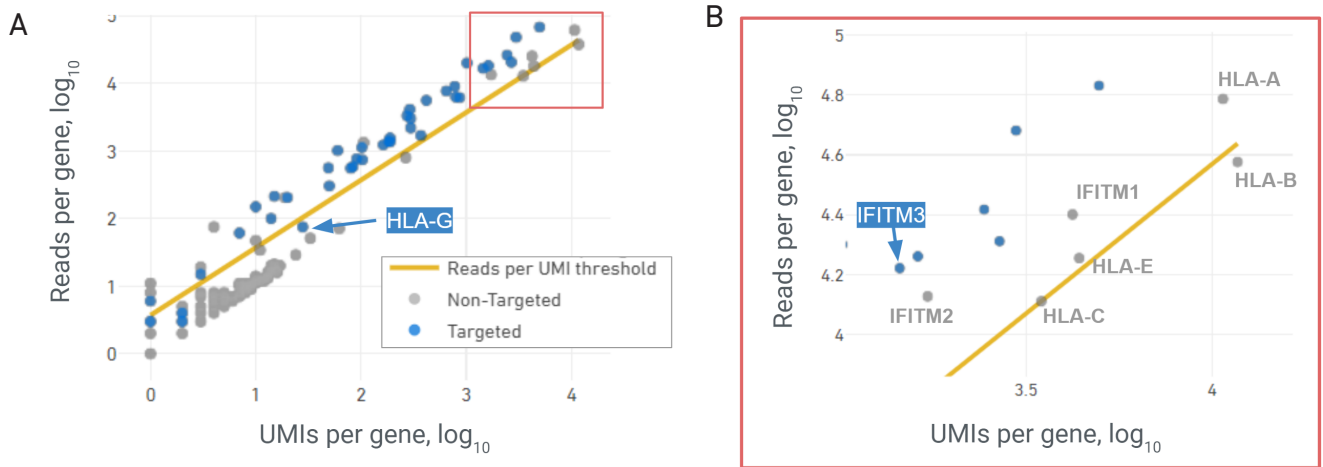 A
Reads per gene, log10
5
4
3
2
1
0
0
1
2
3
4
UMIs per gene, log10
HLA-G
Reads per UMI threshold
Non-Targeted
Targeted
B
Reads per gene, log10
5
4.8
4.6
4.4
4.2
4
3.5
4
UMIs per gene, log10
HLA-A
HLA-B
IFITM1
IFITM3
HLA-E
IFITM2
HLA-C